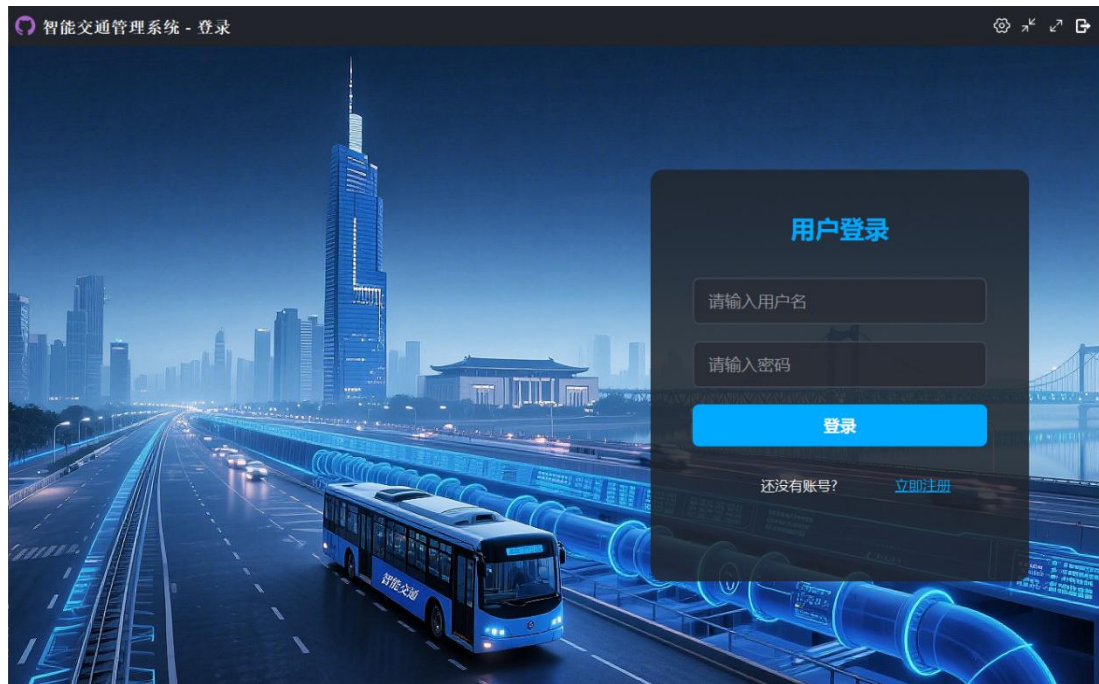 智能交通管理系统 - 登录
用户登录
请输入用户名
请输入密码
登录
还没有账号? 立即注册
智能交通